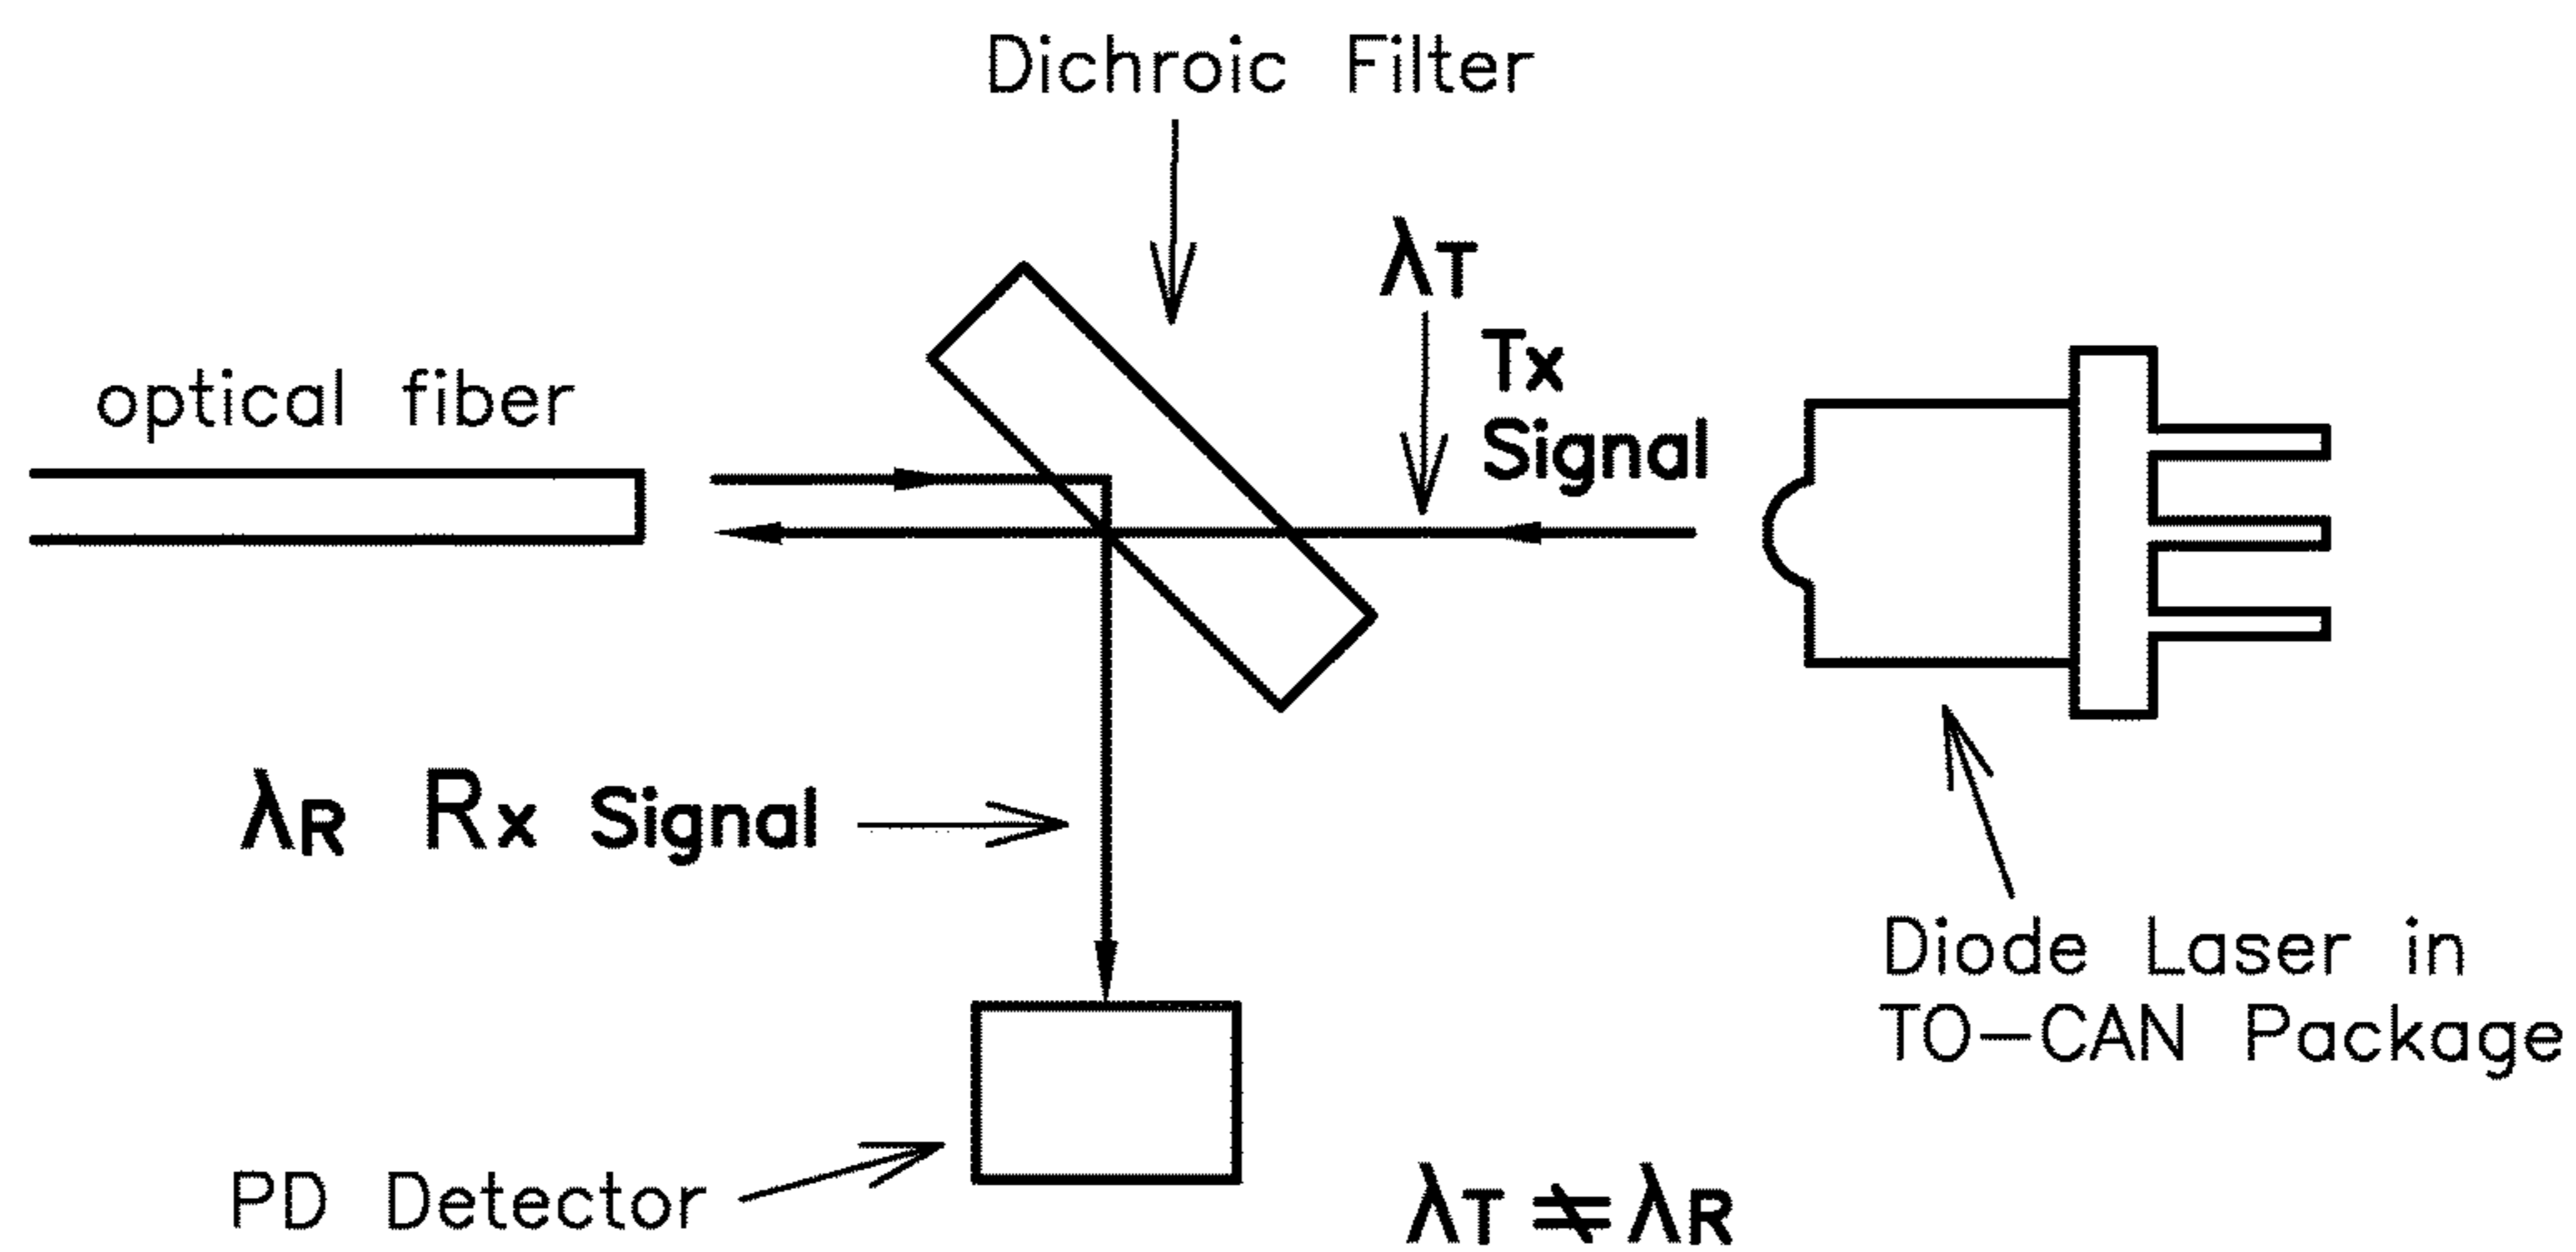 Dichroic Filter
λT
Tx
Signal
optical fiber
λR Rx Signal
Diode Laser in
TO-CAN Package
PD Detector
λT ≠ λR